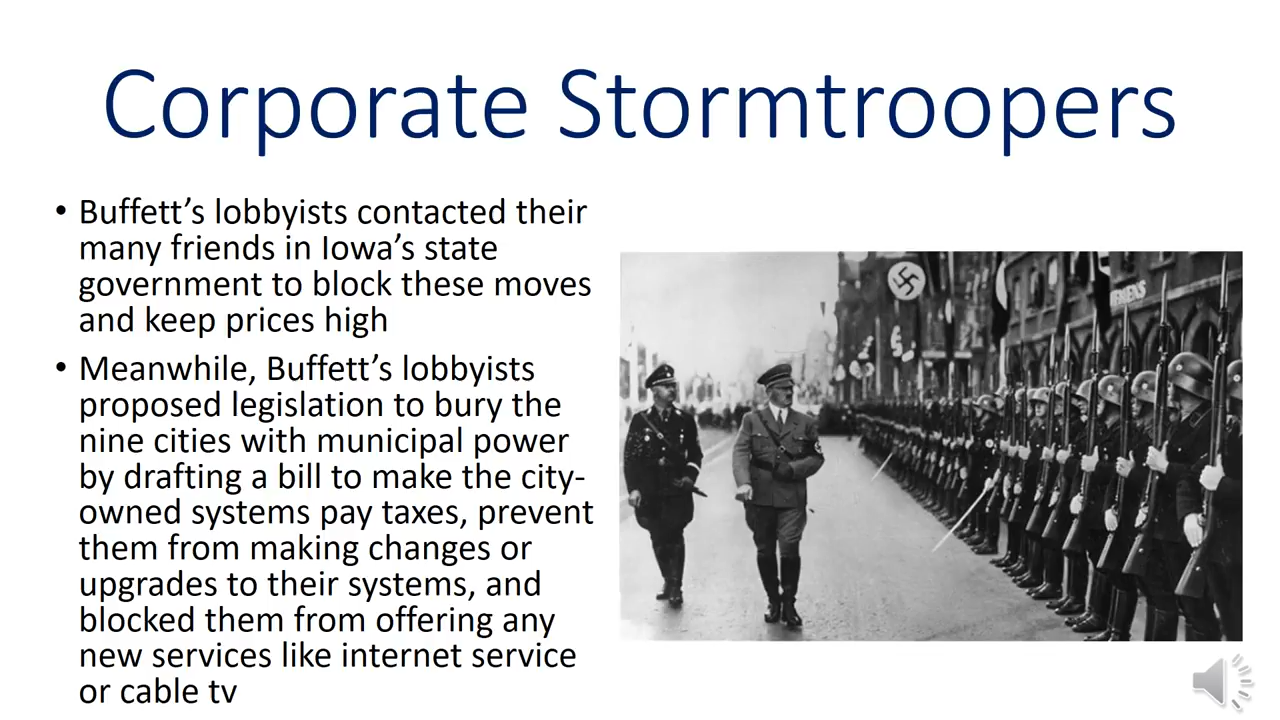 Corporate Stormtroopers
• Buffett’s lobbyists contacted their
many friends in Iowa’s state
government to block these moves
and keep prices high
• Meanwhile, Buffett’s lobbyists
proposed legislation to bury the
nine cities with municipal power
by drafting a bill to make the city-
owned systems pay taxes, prevent
them from making changes or
upgrades to their systems, and
blocked them from offering any
new services like internet service
or cable tv